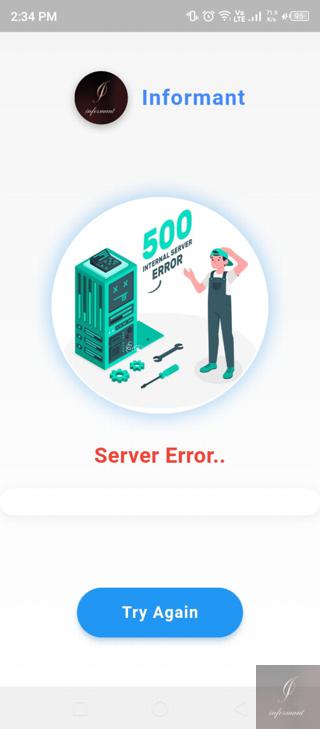 2:34 PM
Vo
LTE
71.9
K/s
95
Informant
informant
500
INTERNAL SERVER
ERROR
Server Error..
Try Again
informant